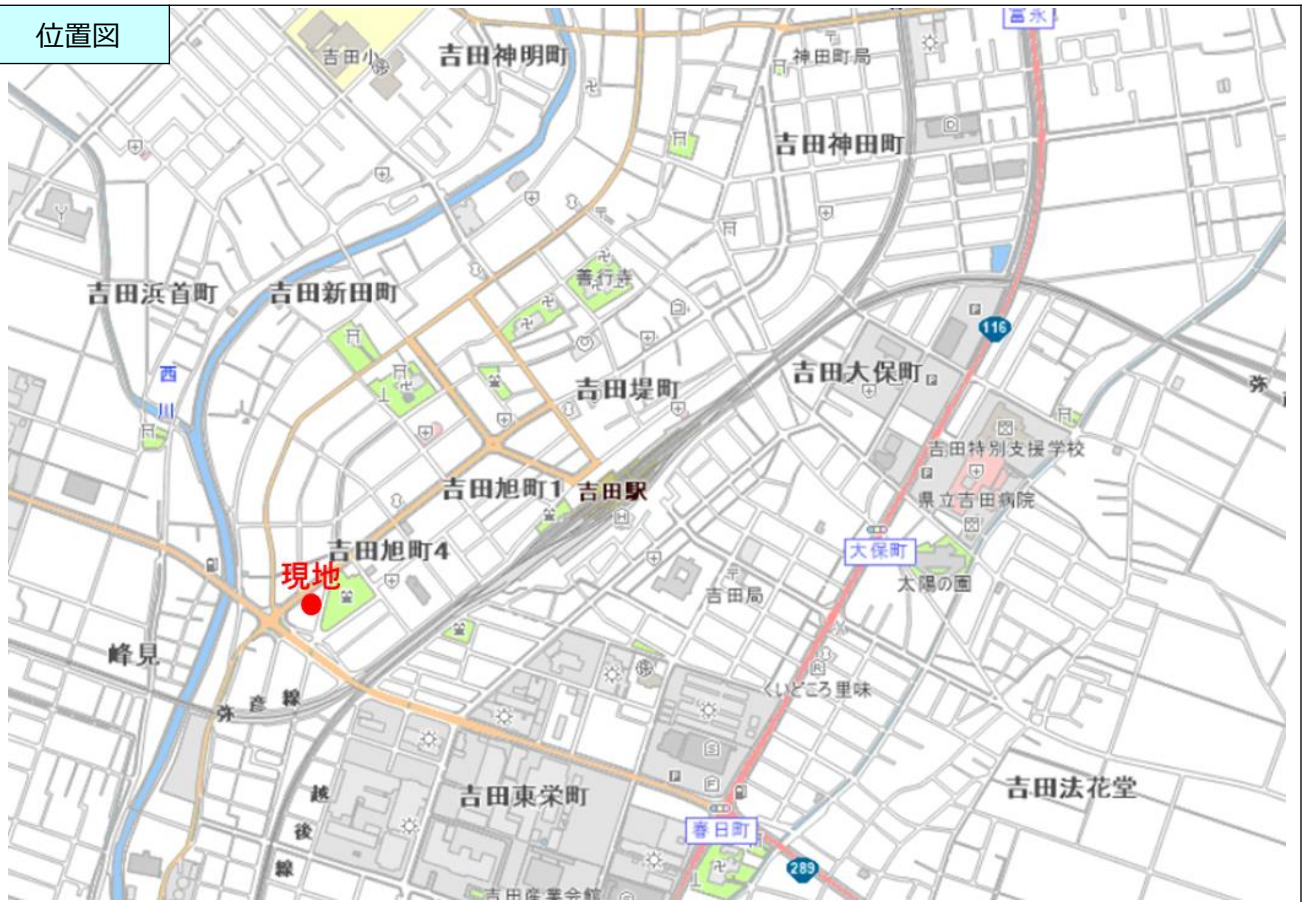 位置図
富永
吉田小
吉田神明町
神田町局
吉田神田町
善行寺
吉田浜首町
吉田新田町
西川
116
吉田堤町
吉田大保町
弥
吉田特別支援学校
吉田旭町1
吉田駅
県立吉田病院
大保町
吉田旭町4
現地
吉田局
太陽の園
峰見
くいどころ里味
弥彦線
越後線
吉田東栄町
吉田法花堂
春日町
289
吉田産業会館